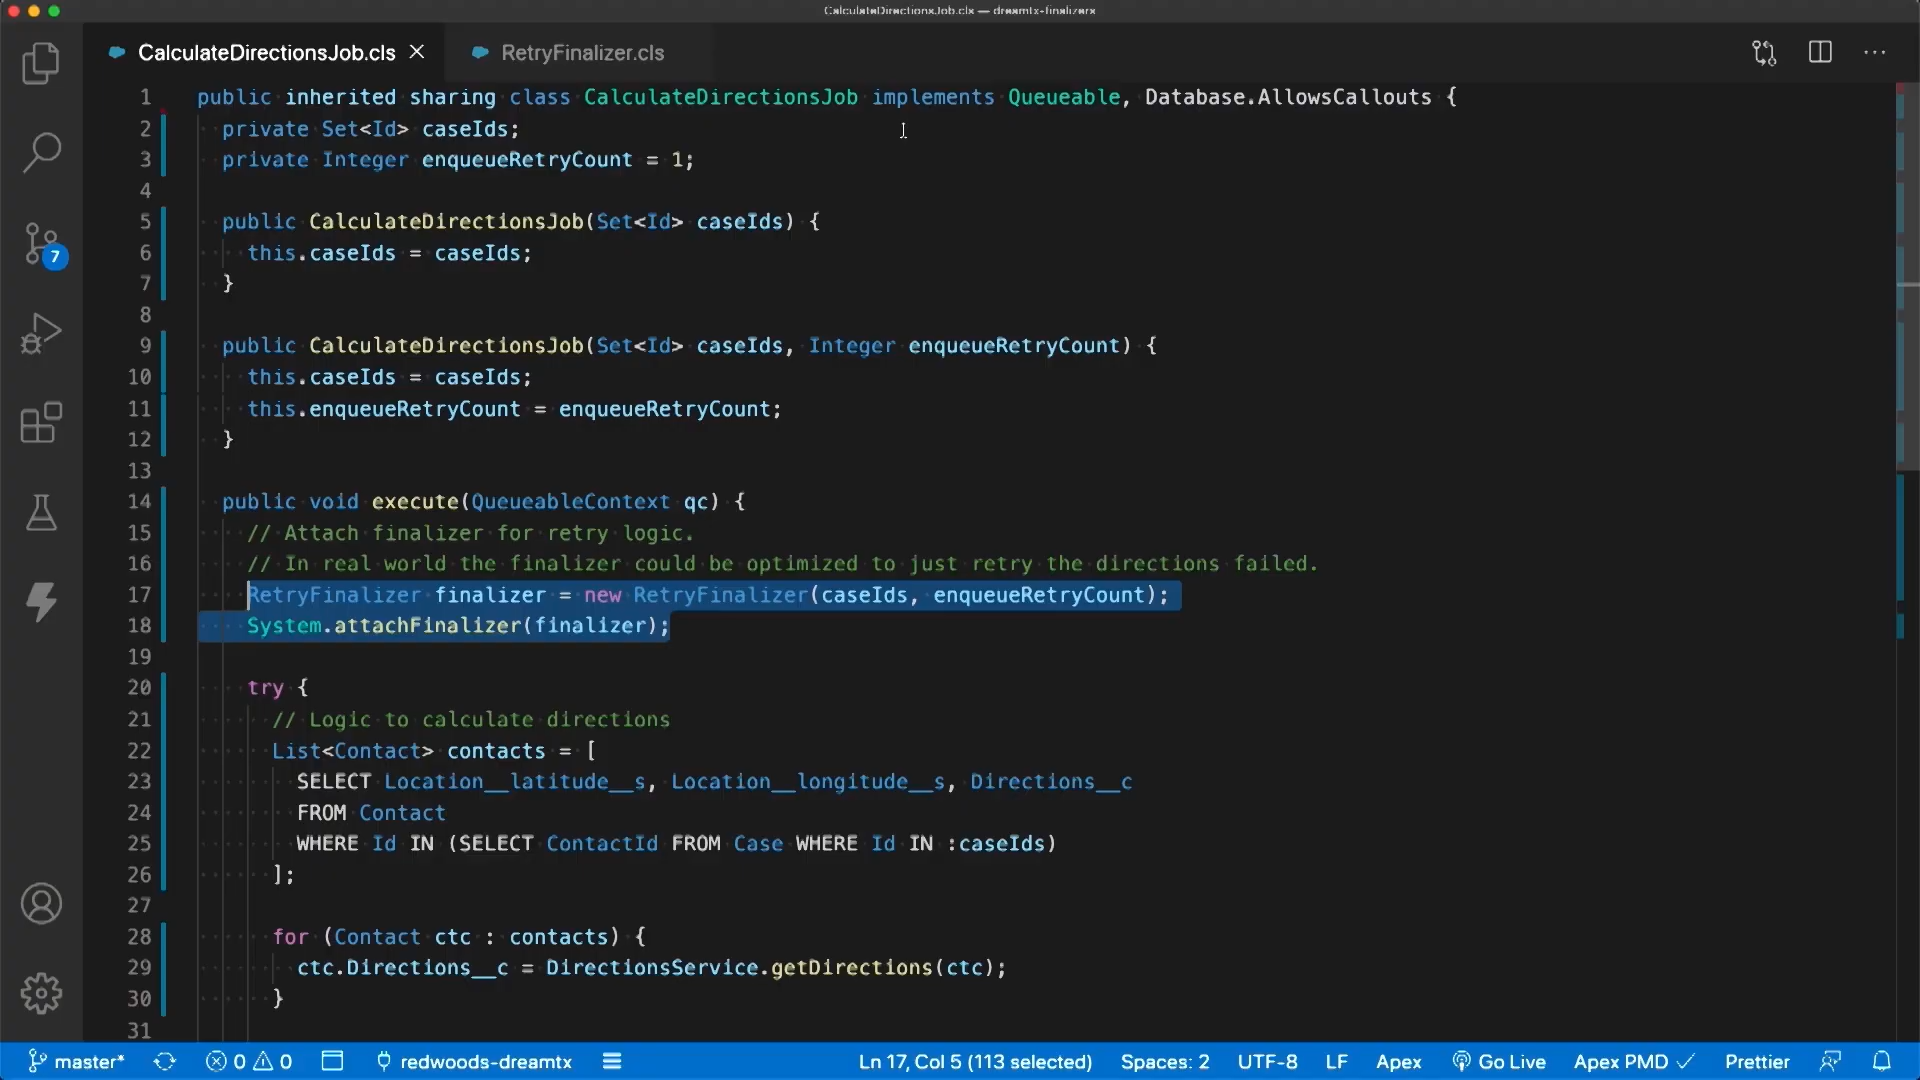 CalculateDirectionsJob.cls — dreamtx-finalizers
CalculateDirectionsJob.cls
RetryFinalizer.cls
1 public inherited sharing class CalculateDirectionsJob implements Queueable, Database.AllowsCallouts {
2 private Set<Id> caseIds;
3 private Integer enqueueRetryCount = 1;
4
5 public CalculateDirectionsJob(Set<Id> caseIds) {
6 this.caseIds = caseIds;
7 }
8
9 public CalculateDirectionsJob(Set<Id> caseIds, Integer enqueueRetryCount) {
10 this.caseIds = caseIds;
11 this.enqueueRetryCount = enqueueRetryCount;
12 }
13
14 public void execute(QueueableContext qc) {
15 // Attach finalizer for retry logic.
16 // In real world the finalizer could be optimized to just retry the directions failed.
17 RetryFinalizer finalizer = new RetryFinalizer(caseIds, enqueueRetryCount);
18 System.attachFinalizer(finalizer);
19
20 try {
21 // Logic to calculate directions
22 List<Contact> contacts = [
23 SELECT Location__latitude__s, Location__longitude__s, Directions__c
24 FROM Contact
25 WHERE Id IN (SELECT ContactId FROM Case WHERE Id IN :caseIds)
26 ];
27
28 for (Contact ctc : contacts) {
29 ctc.Directions__c = DirectionsService.getDirections(ctc);
30 }
31
7
master* 0 0 redwoods-dreamtx Ln 17, Col 5 (113 selected) Spaces: 2 UTF-8 LF Apex Go Live Apex PMD Prettier